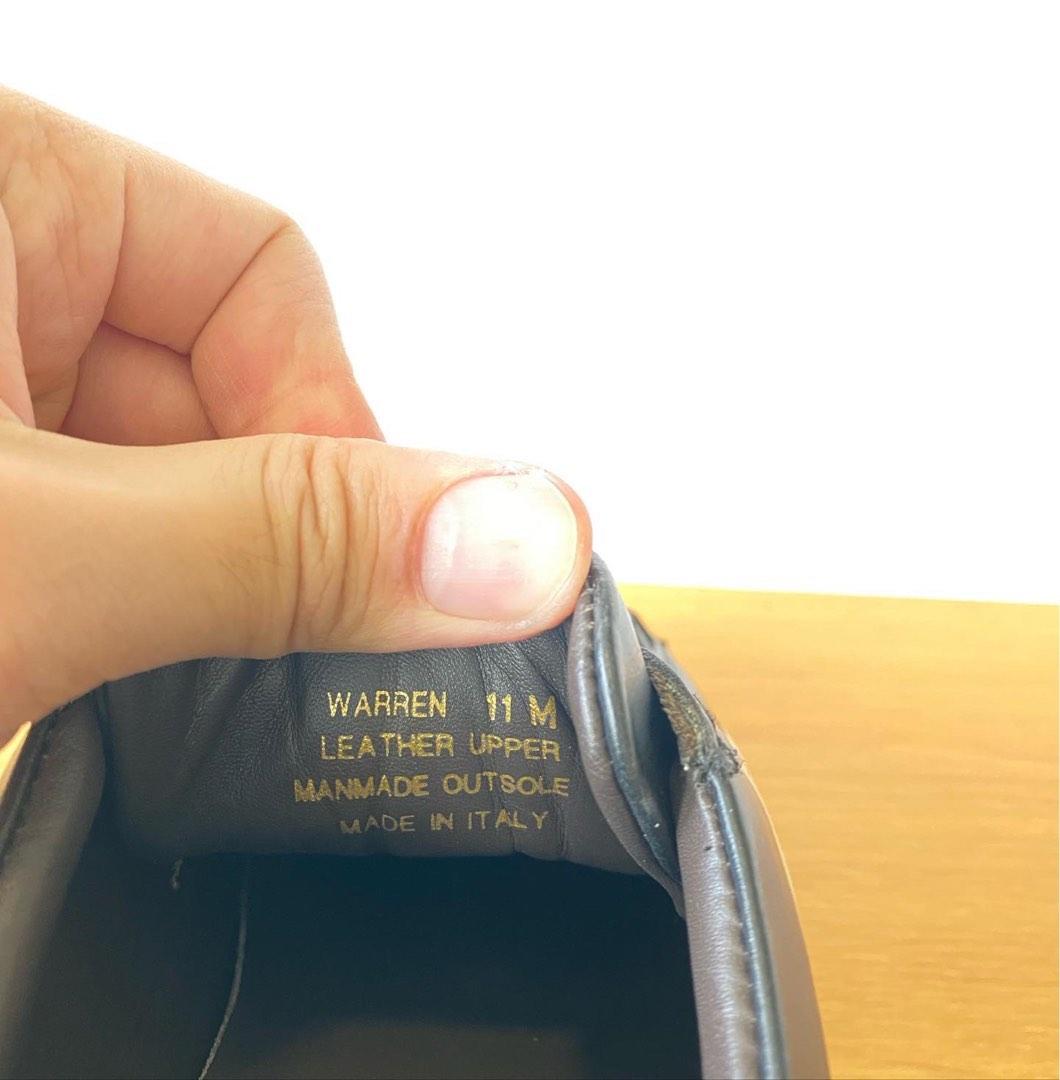 WARREN 11 M
LEATHER UPPER
MANMADE OUTSOLE
MADE IN ITALY